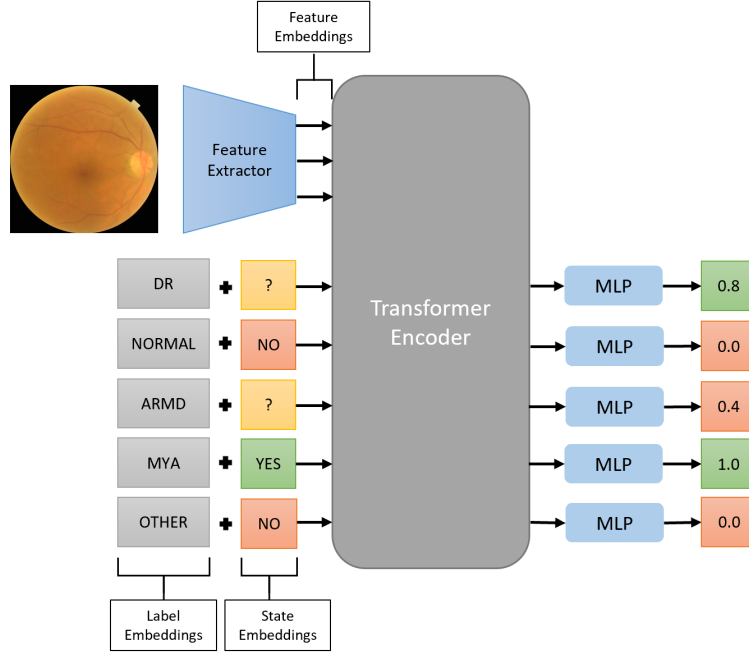 Feature
Embeddings
Feature
Extractor
Transformer
Encoder
DR
?
MLP
0.8
NORMAL
NO
MLP
0.0
ARMD
?
MLP
0.4
MYA
YES
MLP
1.0
OTHER
NO
MLP
0.0
Label
Embeddings
State
Embeddings